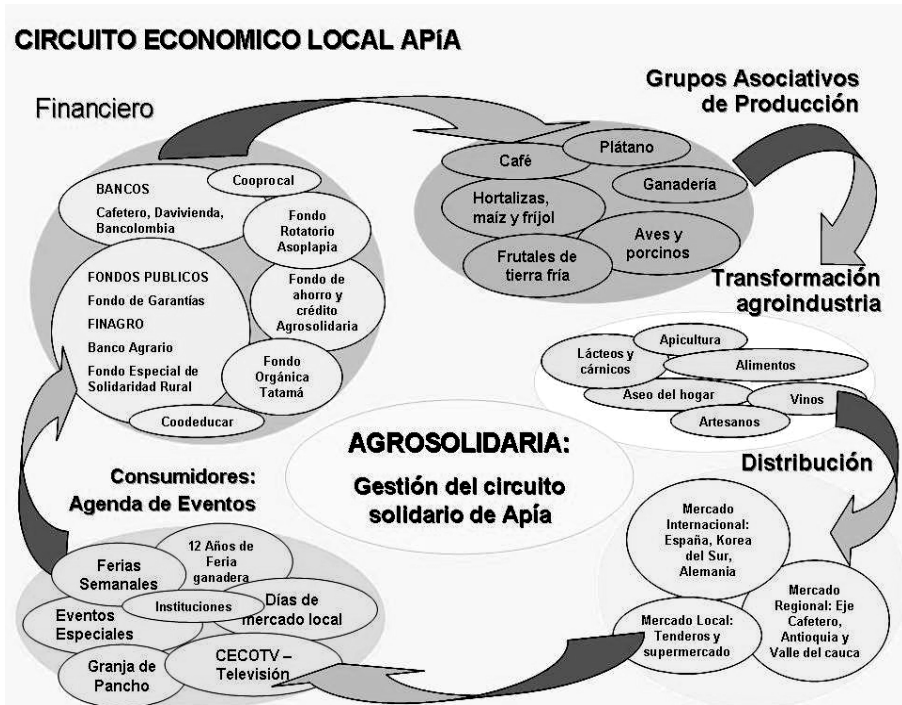 CIRCUITO ECONOMICO LOCAL APíA
Financiero
BANCOS
Cafetero, Davivienda,
Bancolombia
Cooprocal
Fondo
Rotatorio
Asoplapia
FONDOS PUBLICOS
Fondo de Garantías
FINAGRO
Banco Agrario
Fondo Especial de
Solidaridad Rural
Fondo de
ahorro y
crédito
Agrosolidaria
Fondo
Orgánica
Tatamá
Coodeducar
Grupos Asociativos
de Producción
Café
Plátano
Ganadería
Hortalizas,
maíz y fríjol
Aves y
porcinos
Frutales de
tierra fría
Transformación
agroindustria
Apicultura
Lácteos y
cárnicos
Alimentos
Aseo del hogar
Vinos
Artesanos
AGROSOLIDARIA:
Gestión del circuito
solidario de Apía
Distribución
Mercado
Internacional:
España, Korea
del Sur,
Alemania
Mercado
Regional: Eje
Cafetero,
Antioquia y
Valle del cauca
Mercado Local:
Tenderos y
supermercado
Consumidores:
Agenda de Eventos
Ferias
Semanales
12 Años de
Feria
ganadera
Instituciones
Días de
mercado local
Eventos
Especiales
Granja de
Pancho
CECOTV –
Televisión